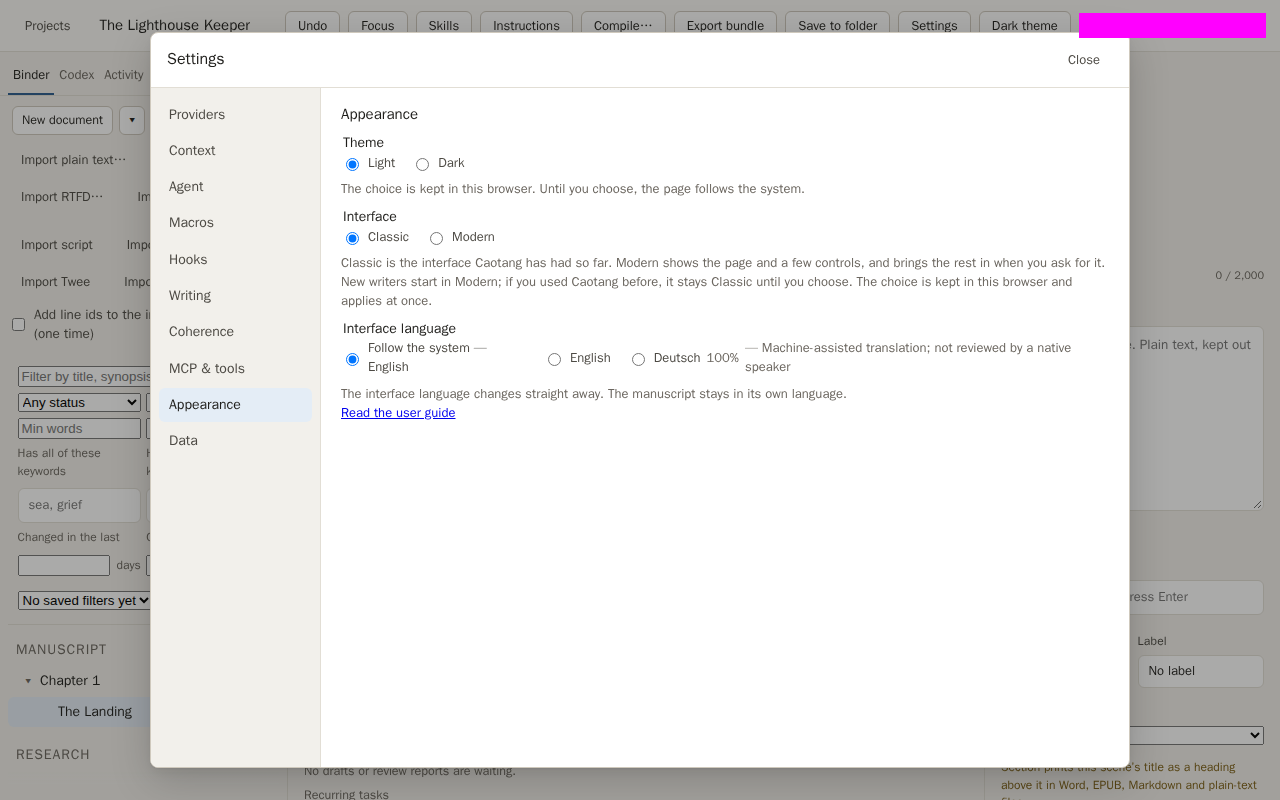 Projects
The Lighthouse Keeper
Undo
Focus
Skills
Instructions
Compile⋯
Export bundle
Save to folder
Settings
Dark theme
Settings
Close
Binder
Codex
Activity
New document
▾
Import plain text⋯
Import RTFD⋯
Import script
Import Twee
Add line ids to the
(one time)
Filter by title, synopsis
Any status
Min words
Has all of these
keywords
sea, grief
Changed in the last
days
No saved filters yet
MANUSCRIPT
Chapter 1
The Landing
RESEARCH
Providers
Context
Agent
Macros
Hooks
Writing
Coherence
MCP & tools
Appearance
Data
Appearance
Theme
Light
Dark
The choice is kept in this browser. Until you choose, the page follows the system.
Interface
Classic
Modern
Classic is the interface Caotang has had so far. Modern shows the page and a few controls, and brings the rest in when you ask for it.
New writers start in Modern; if you used Caotang before, it stays Classic until you choose. The choice is kept in this browser and
applies at once.
Interface language
Follow the system —
English
English
Deutsch 100%
— Machine-assisted translation; not reviewed by a native
speaker
The interface language changes straight away. The manuscript stays in its own language.
Read the user guide
0 / 2,000
Plain text, kept out
press Enter
Label
No label
No drafts or review reports are waiting.
Recurring tasks
Section prints this scene's title as a heading
above it in Word, EPUB, Markdown and plain-text